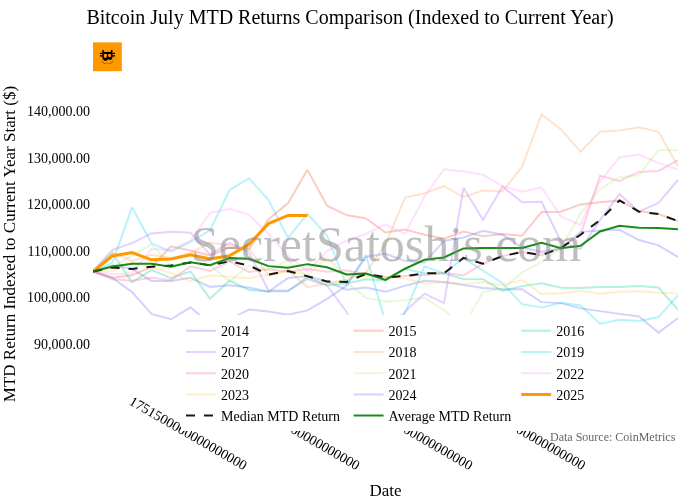 Bitcoin July MTD Returns Comparison (Indexed to Current Year)
MTD Return Indexed to Current Year Start ($)
140,000.00
130,000.00
120,000.00
110,000.00
100,000.00
90,000.00
SecretSatoshis.com
2014 2015 2016
2017 2018 2019
2020 2021 2022
2023 2024 2025
Median MTD Return Average MTD Return
Data Source: CoinMetrics
Date